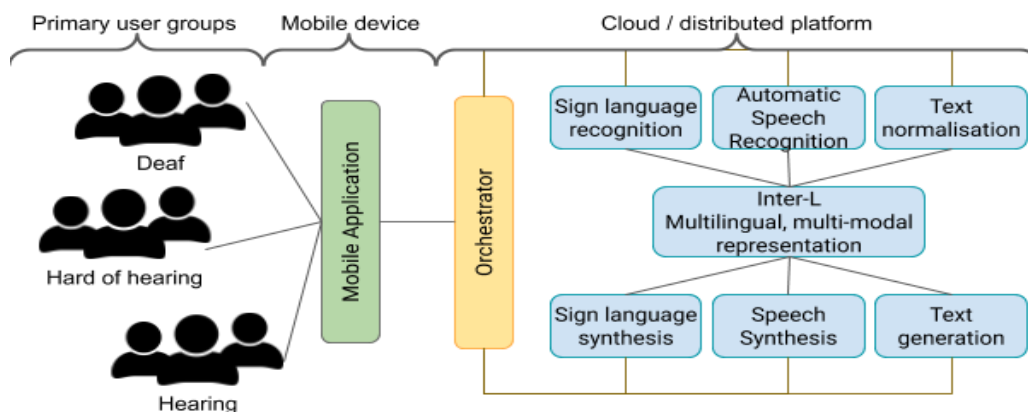 Primary user groups
Mobile device
Cloud / distributed platform
Deaf
Hard of hearing
Hearing
Mobile Application
Orchestrator
Sign language
recognition
Automatic
Speech
Recognition
Text
normalisation
Inter-L
Multilingual, multi-modal
representation
Sign language
synthesis
Speech
Synthesis
Text
generation